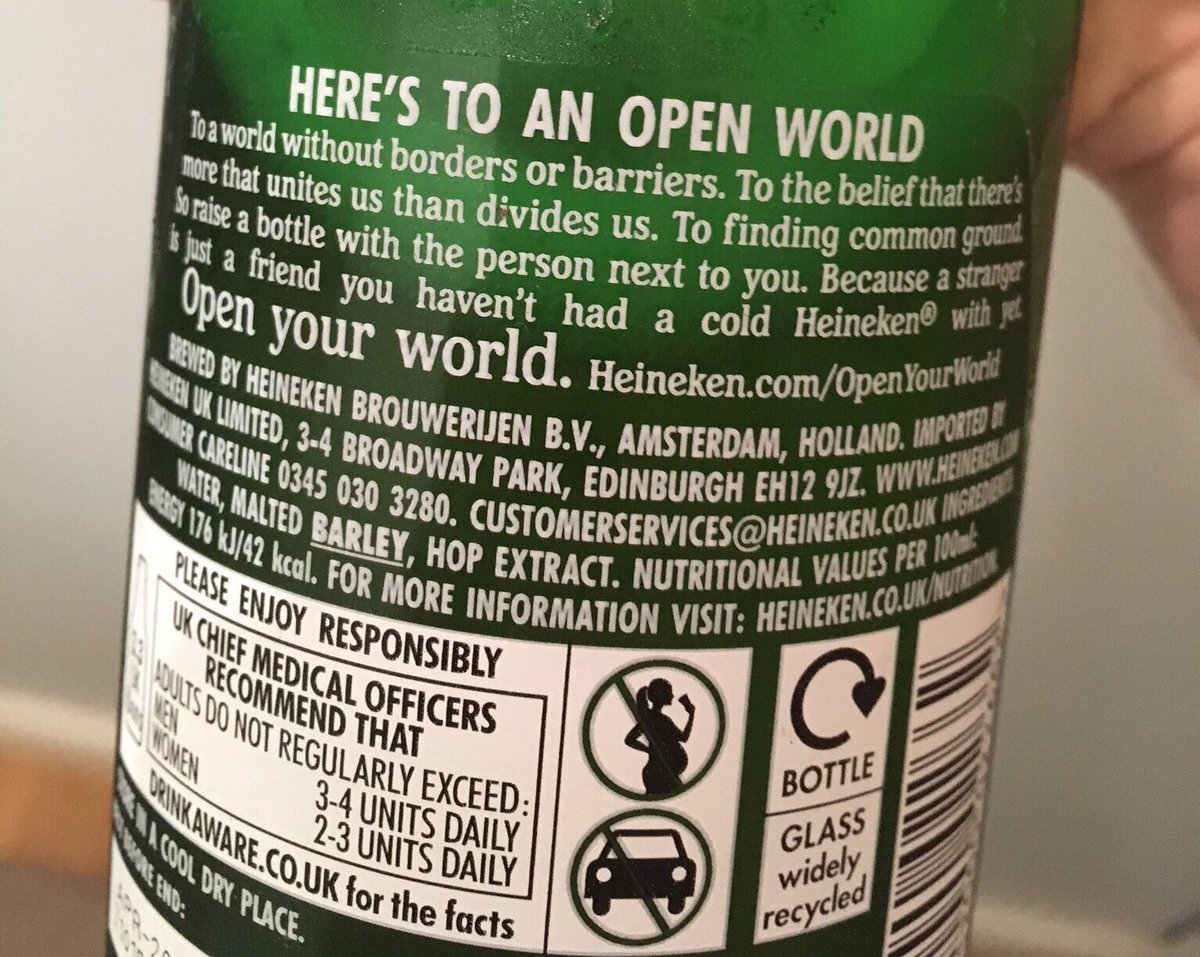 HERE'S TO AN OPEN WORLD
To a world without borders or barriers. To the belief that there's
more that unites us than divides us. To finding common ground.
So raise a bottle with the person next to you. Because a stranger
is just a friend you haven't had a cold Heineken® with yet.
Open your world. Heineken.com/OpenYourWorld
BREWED BY HEINEKEN BROUWERIJEN B.V., AMSTERDAM, HOLLAND. IMPORTED BY
HEINEKEN UK LIMITED, 3-4 BROADWAY PARK, EDINBURGH EH12 9JZ. WWW.HEINEKEN.CO
CONSUMER CARELINE 0345 030 3280. CUSTOMERSERVICES@HEINEKEN.CO.UK INGREDIENTS
WATER, MALTED BARLEY, HOP EXTRACT. NUTRITIONAL VALUES PER 100ml:
ENERGY 176 kJ/42 kcal. FOR MORE INFORMATION VISIT: HEINEKEN.CO.UK/NUTRITION
PLEASE ENJOY RESPONSIBLY
UK CHIEF MEDICAL OFFICERS
RECOMMEND THAT
ADULTS DO NOT REGULARLY EXCEED:
MEN 3-4 UNITS DAILY
WOMEN 2-3 UNITS DAILY
DRINKAWARE.CO.UK for the facts
IN A COOL DRY PLACE.
BEFORE END:
BOTTLE
GLASS
widely
recycled